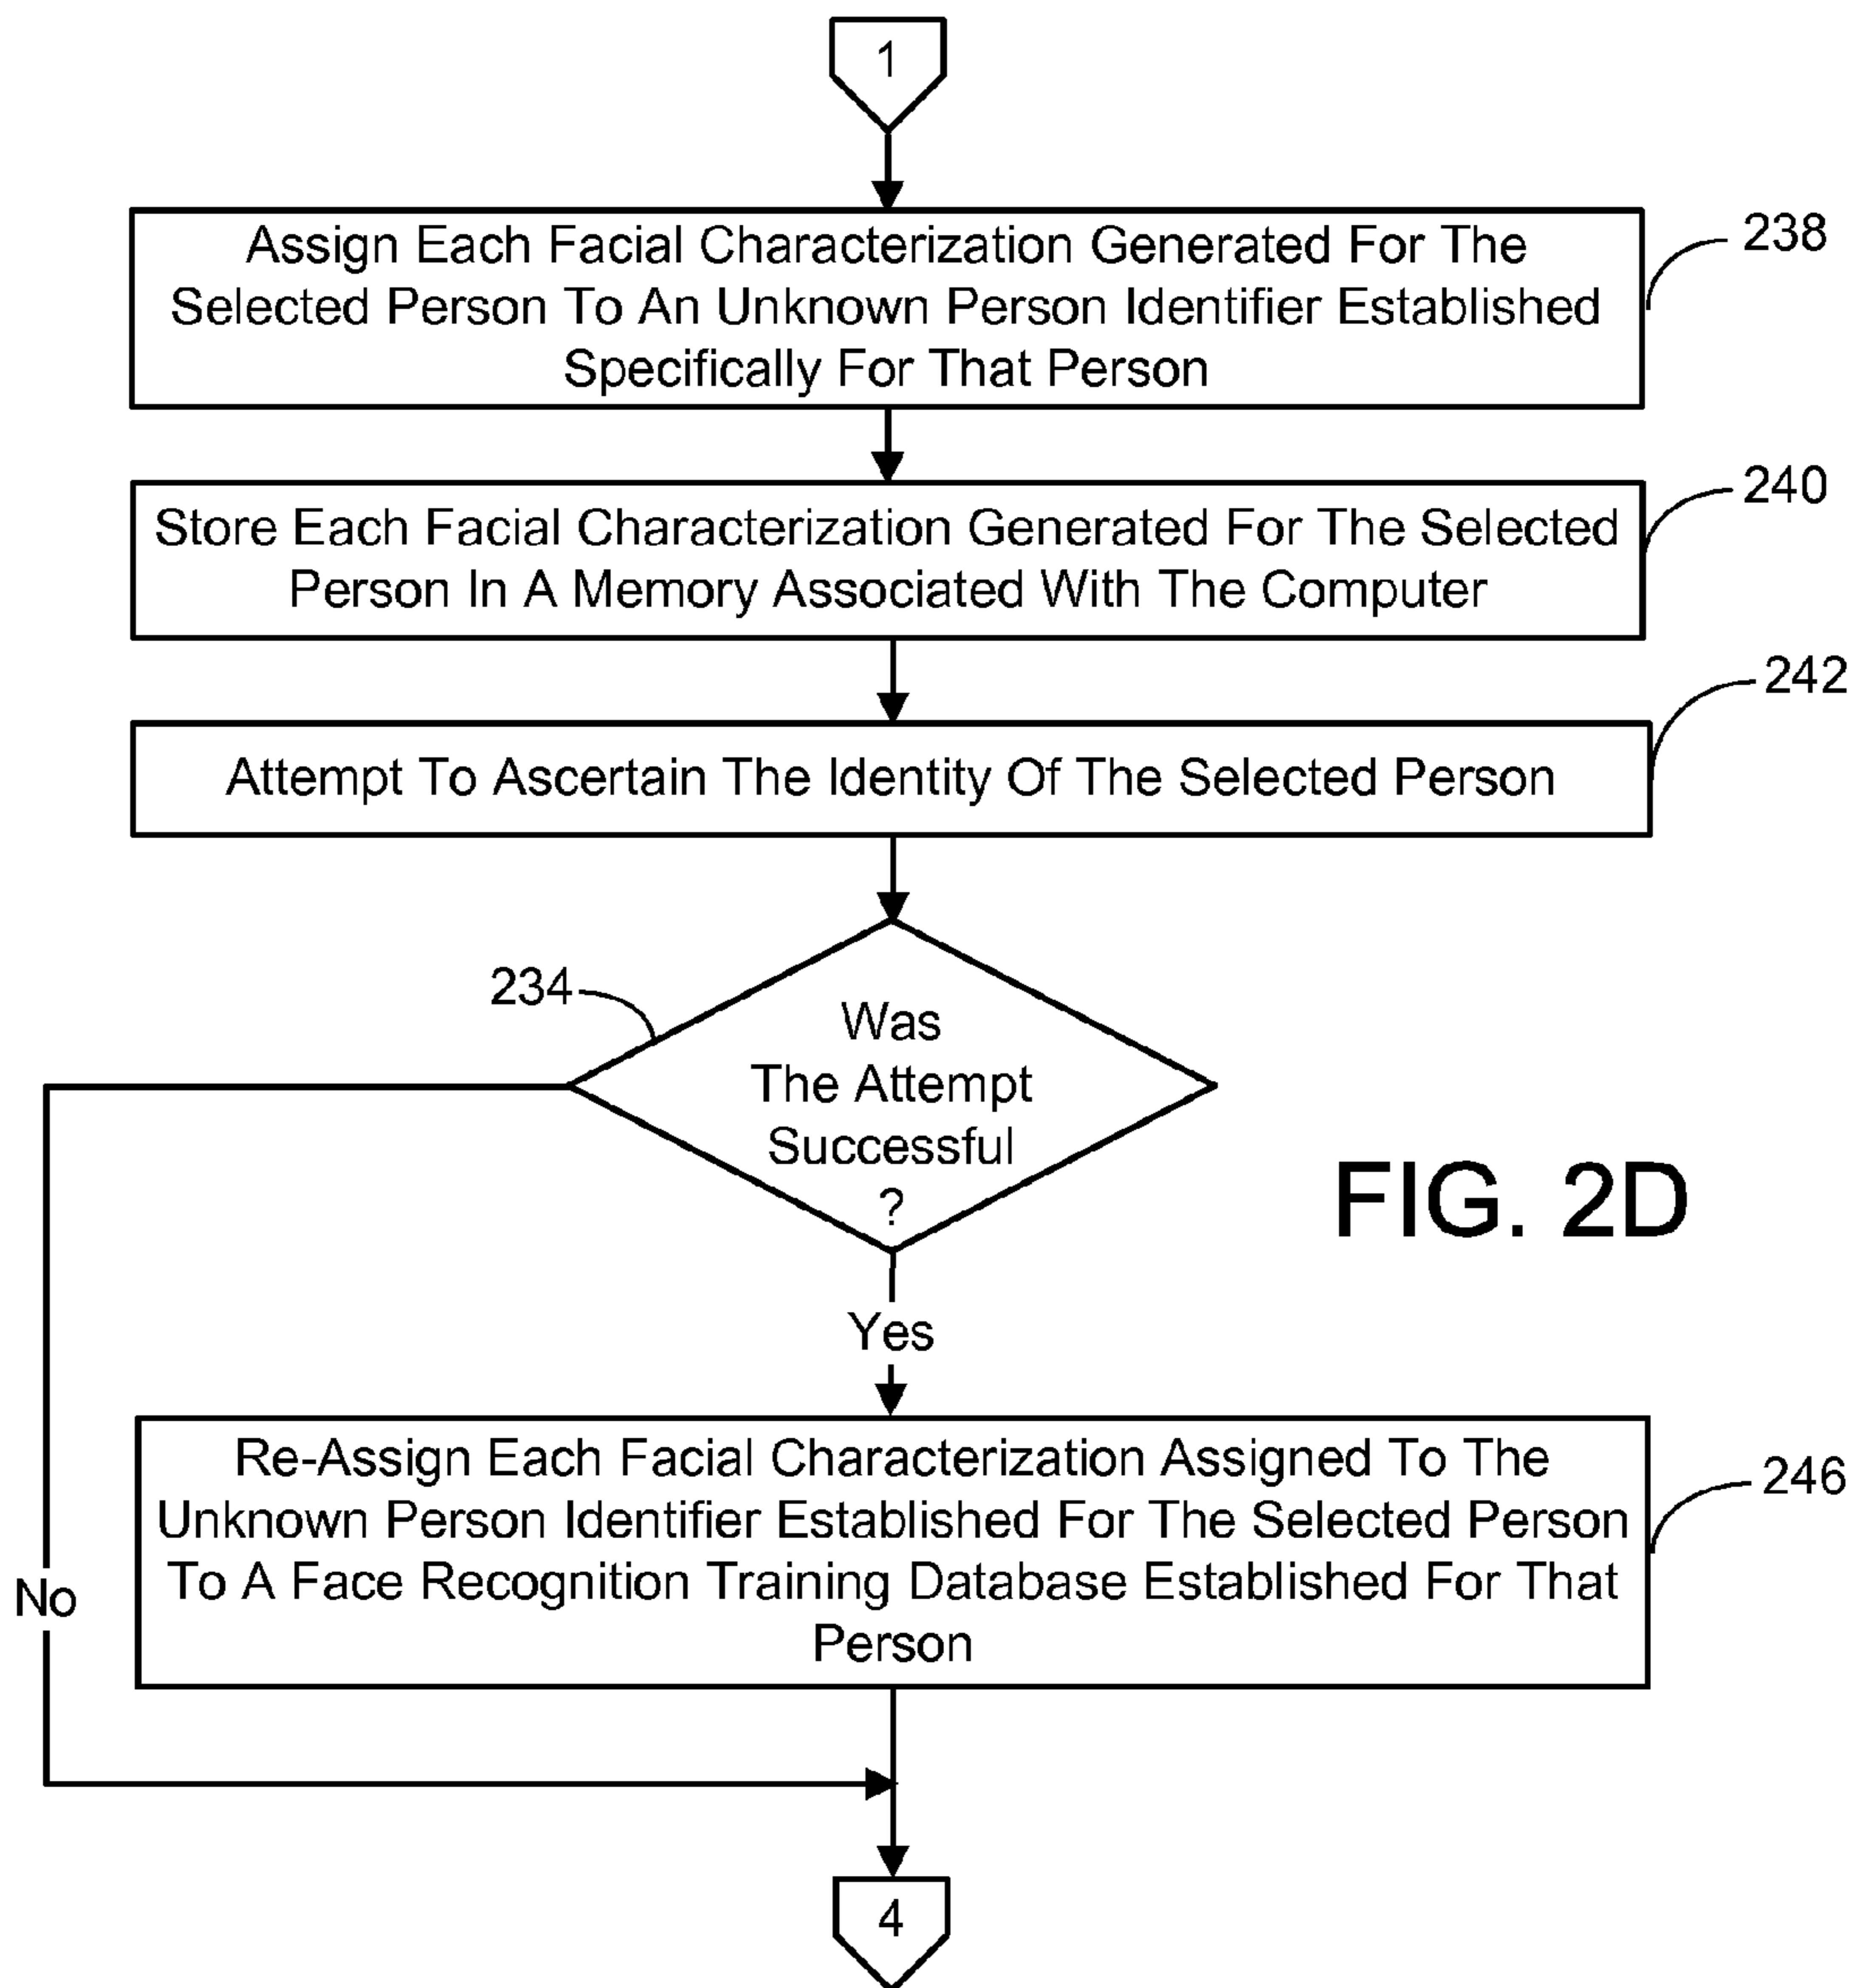 1
Assign Each Facial Characterization Generated For The
Selected Person To An Unknown Person Identifier Established
Specifically For That Person
238
Store Each Facial Characterization Generated For The Selected
Person In A Memory Associated With The Computer
240
Attempt To Ascertain The Identity Of The Selected Person
242
234
Was
The Attempt
Successful
?
FIG. 2D
Yes
Re-Assign Each Facial Characterization Assigned To The
Unknown Person Identifier Established For The Selected Person
To A Face Recognition Training Database Established For That
Person
246
No
4